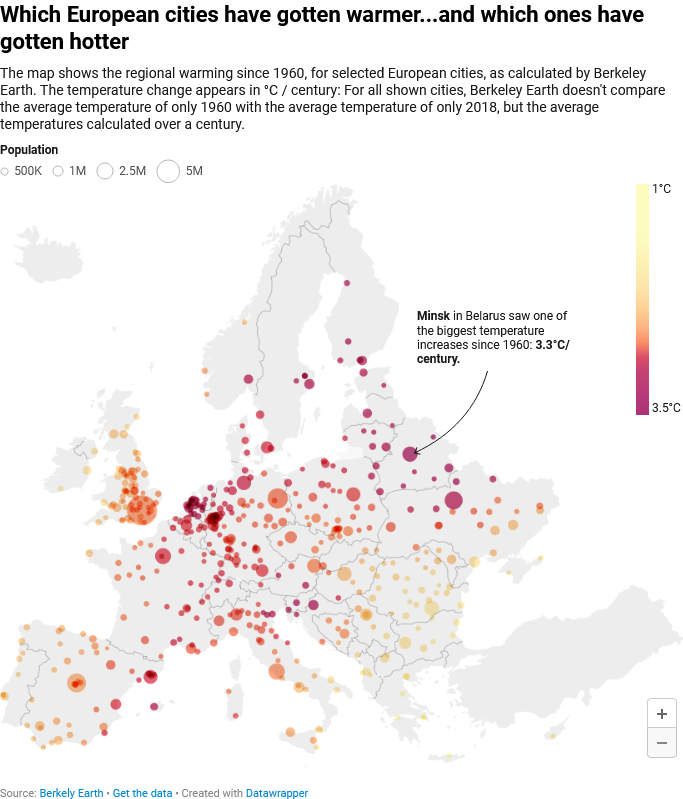 Which European cities have gotten warmer...and which ones have
gotten hotter
The map shows the regional warming since 1960, for selected European cities, as calculated by Berkeley
Earth. The temperature change appears in °C / century: For all shown cities, Berkeley Earth doesn't compare
the average temperature of only 1960 with the average temperature of only 2018, but the average
temperatures calculated over a century.
Population
500K 1M 2.5M 5M
1°C
Minsk in Belarus saw one of
the biggest temperature
increases since 1960: 3.3°C/
century.
3.5°C
+
−
Source: Berkely Earth • Get the data • Created with Datawrapper